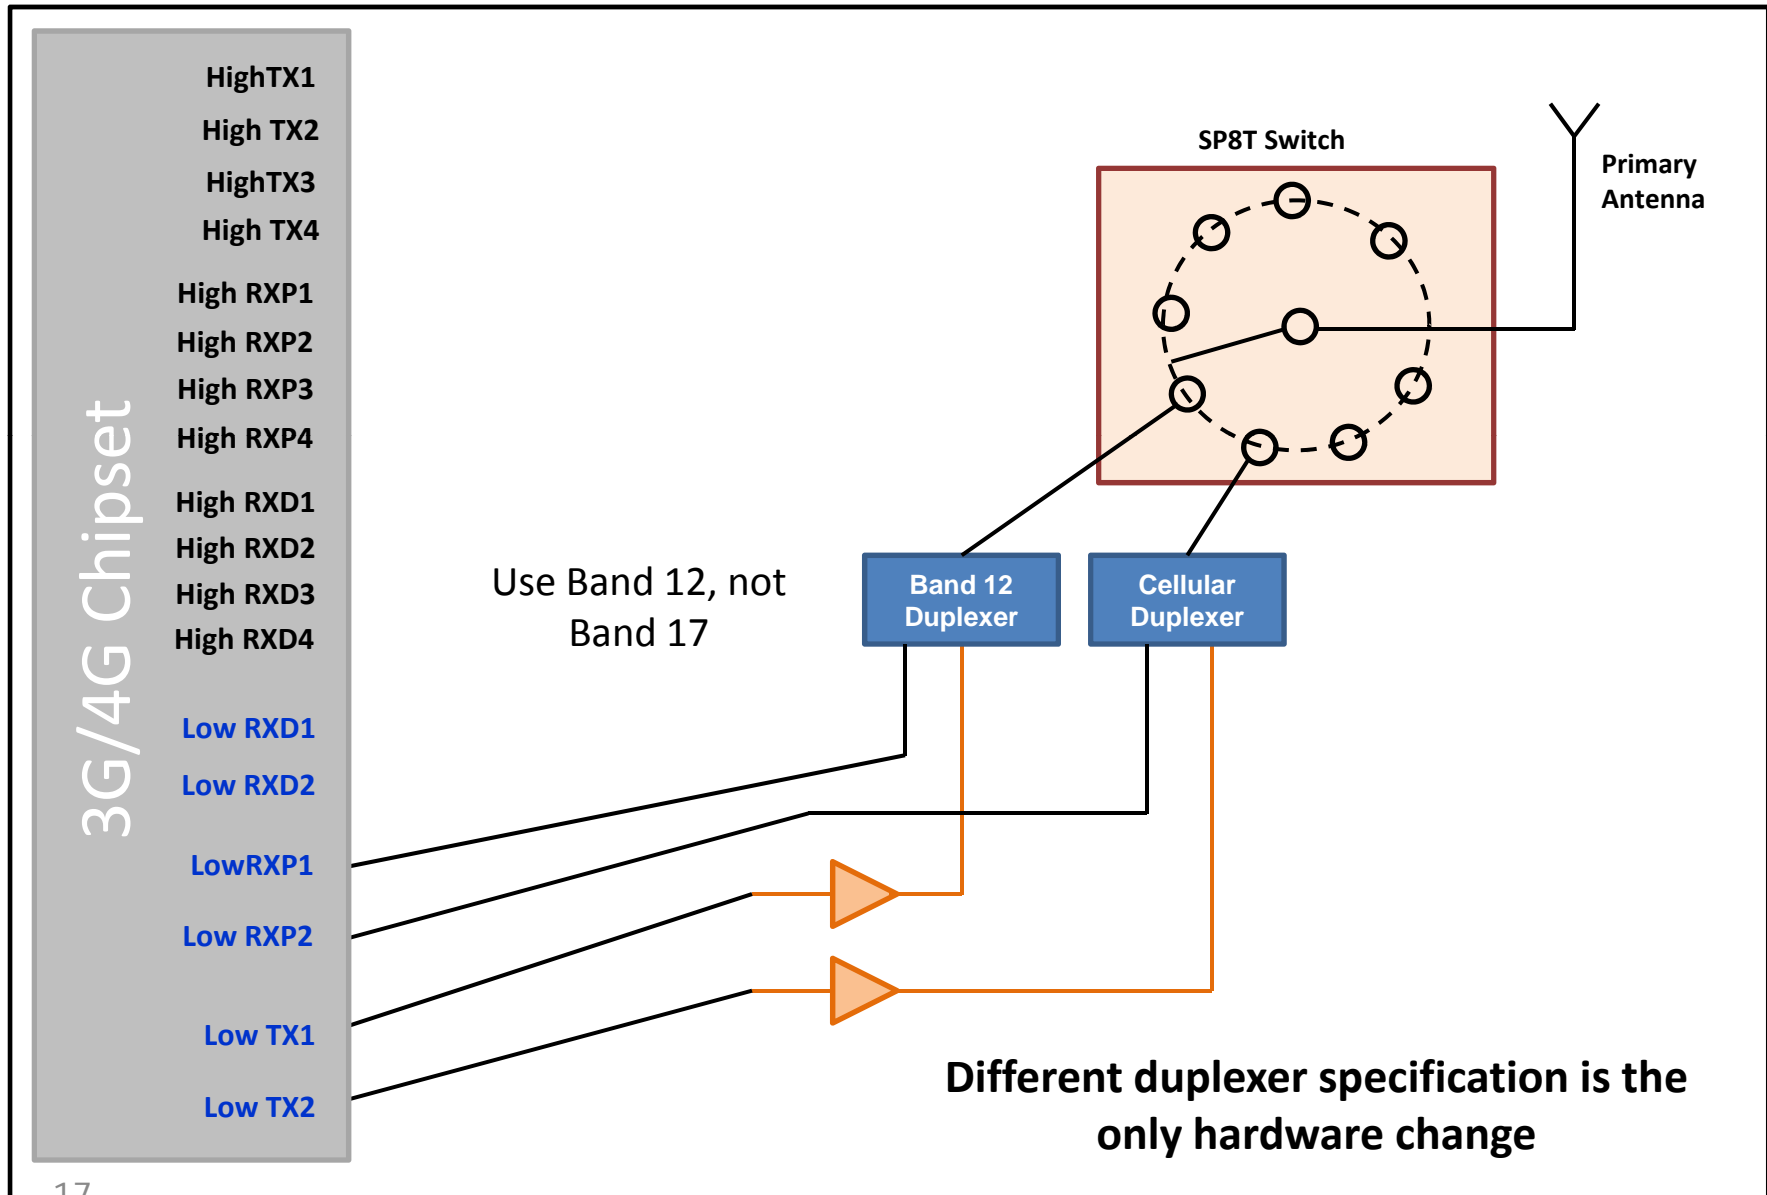 HighTX1
High TX2
HighTX3
High TX4
High RXP1
High RXP2
High RXP3
High RXP4
High RXD1
High RXD2
High RXD3
High RXD4
Low RXD1
Low RXD2
LowRXP1
Low RXP2
Low TX1
Low TX2
3G/4G Chipset
SP8T Switch
Primary
Antenna
Use Band 12, not
Band 17
Band 12
Duplexer
Cellular
Duplexer
Different duplexer specification is the
only hardware change
17